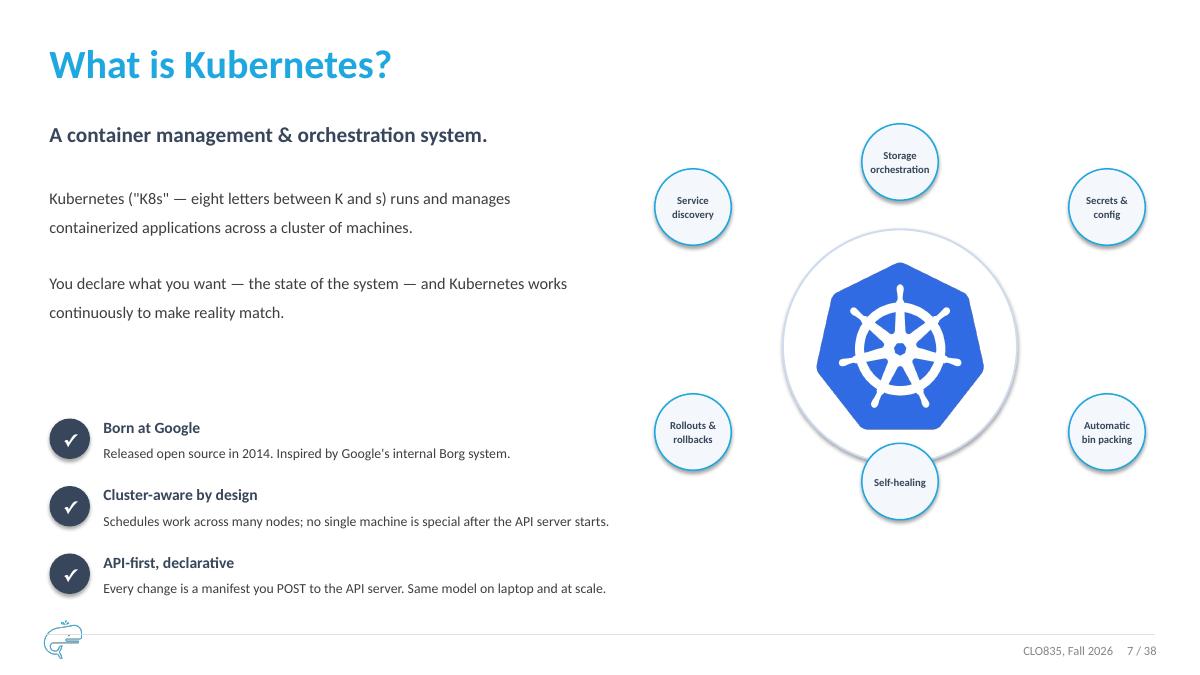 What is Kubernetes?
A container management & orchestration system.
Kubernetes ("K8s" — eight letters between K and s) runs and manages
containerized applications across a cluster of machines.
You declare what you want — the state of the system — and Kubernetes works
continuously to make reality match.
✓ Born at Google
Released open source in 2014. Inspired by Google's internal Borg system.
✓ Cluster-aware by design
Schedules work across many nodes; no single machine is special after the API server starts.
✓ API-first, declarative
Every change is a manifest you POST to the API server. Same model on laptop and at scale.
Storage
orchestration
Service
discovery
Secrets &
config
Rollouts &
rollbacks
Automatic
bin packing
Self-healing
CLO835, Fall 2026 7 / 38